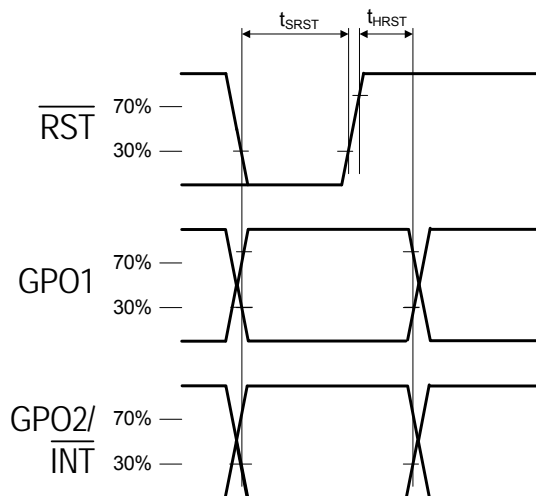 tSRST
tHRST
RST
70%
30%
GPO1
70%
30%
GPO2/
INT
70%
30%